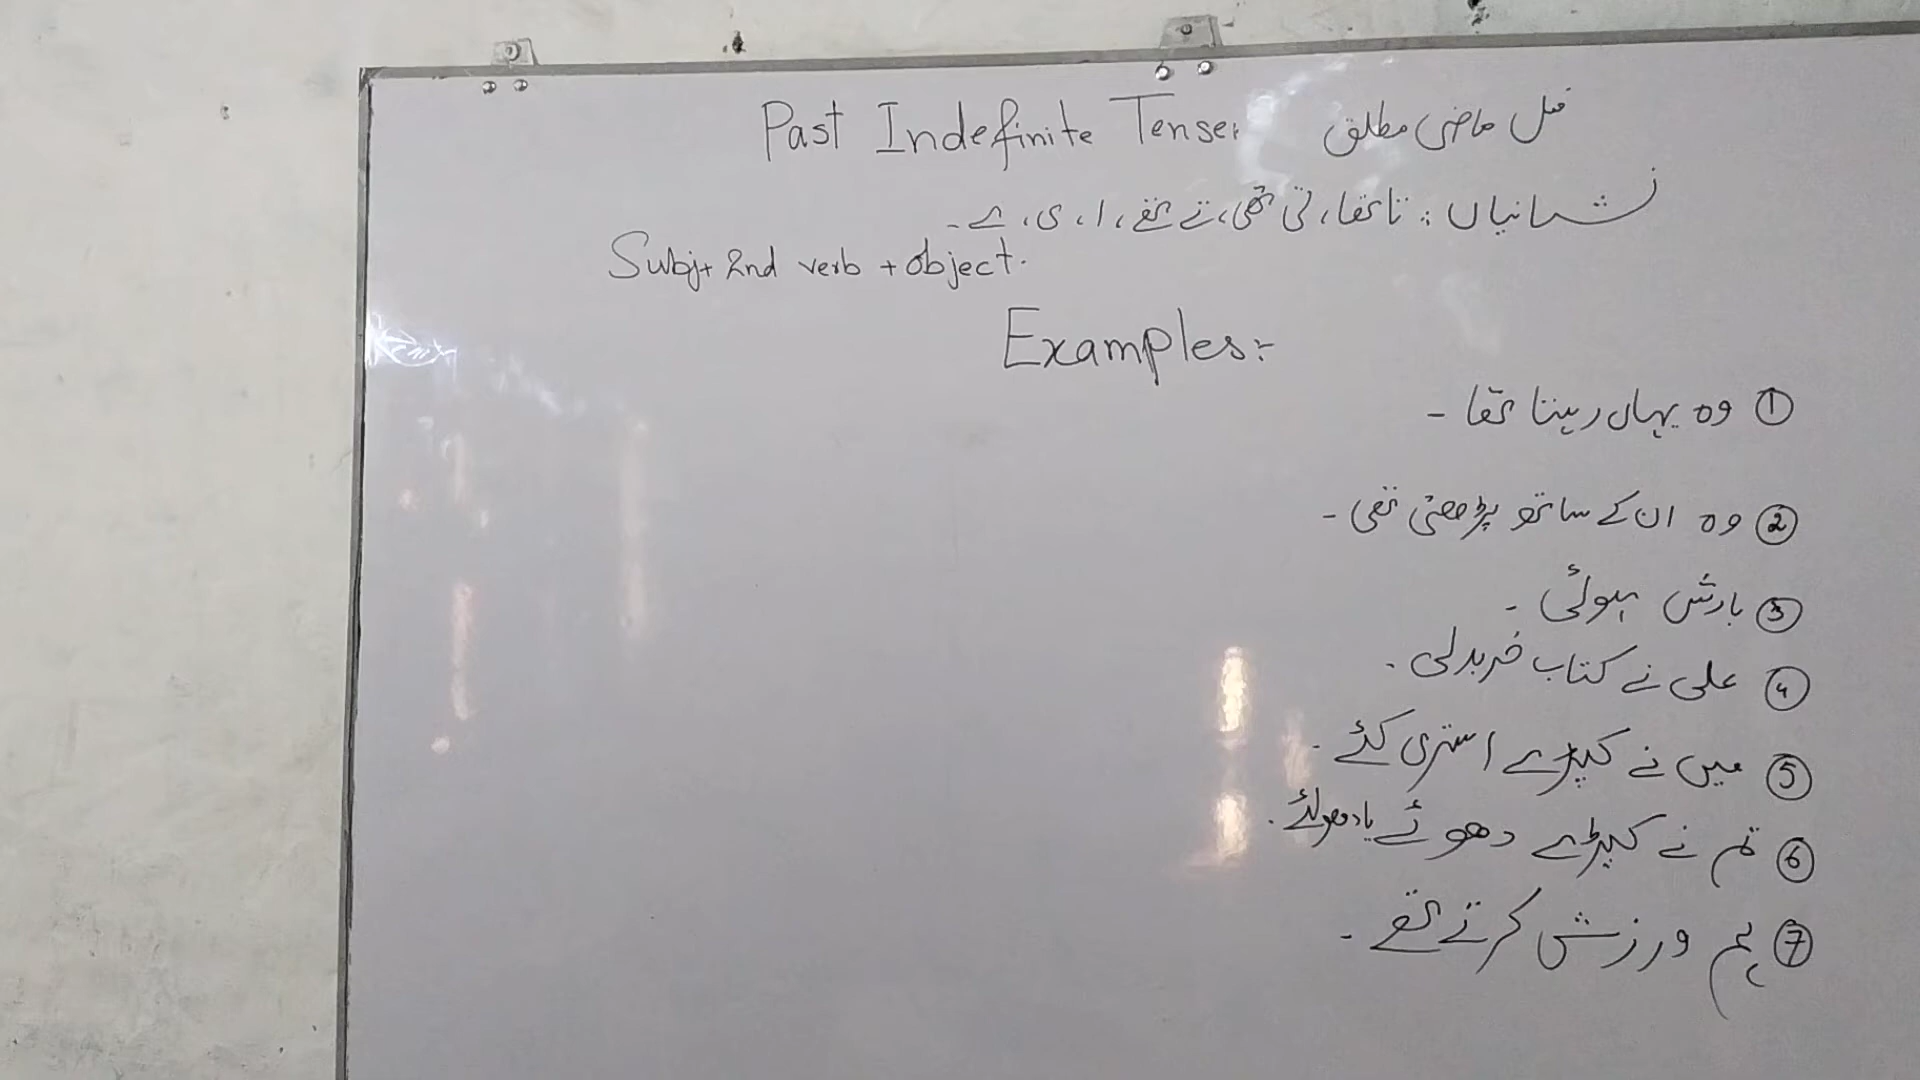 Past Indefinite Tense: فعل ماضی مطلق
نشانیاں: تا تھا، تی تھی، تے تھے، ا، ی، ے۔
Subj+ 2nd verb + object.
Examples:-
① وہ یہاں رہتا تھا -
② وہ ان کے ساتھ پڑھتی تھی -
③ بارش ہوئی -
④ علی نے کتاب خریدلی -
⑤ میں نے کپڑے استری کئے -
⑥ تم نے کپڑے دھوئے یا دھولئے -
⑦ ہم ورزش کرتے تھے -